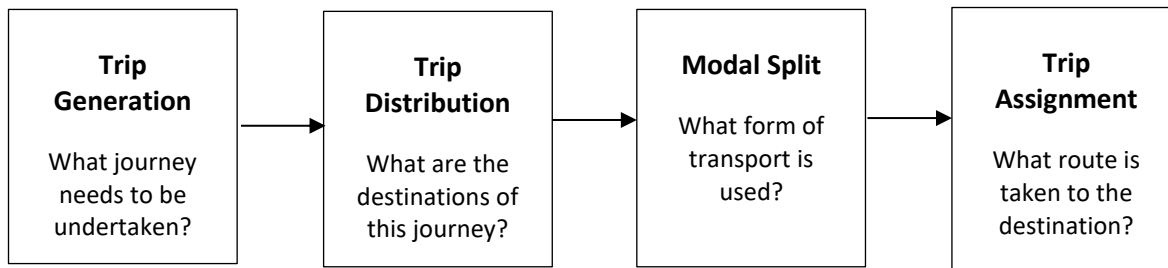 Trip
Generation
What journey
needs to be
undertaken?
Trip
Distribution
What are the
destinations of
this journey?
Modal Split
What form of
transport is
used?
Trip
Assignment
What route is
taken to the
destination?